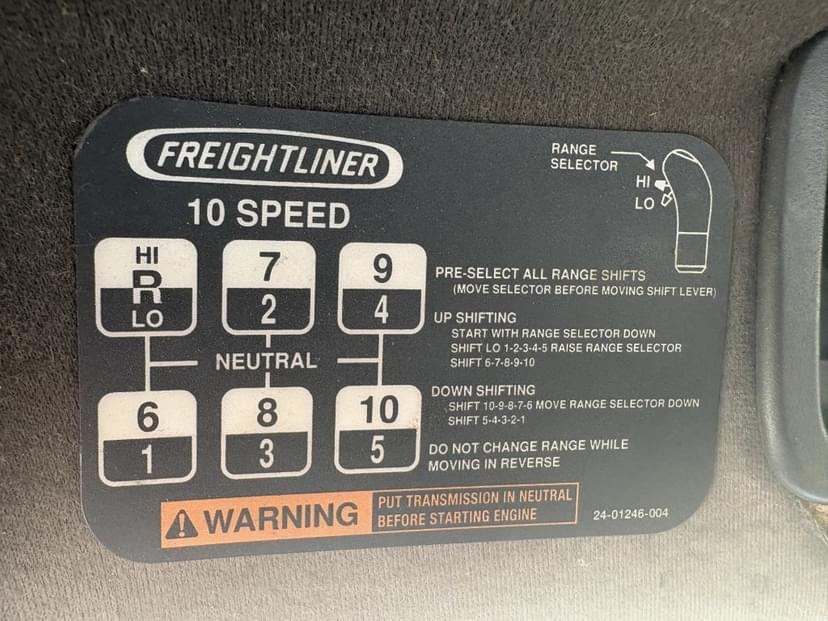 FREIGHTLINER
10 SPEED
RANGE
SELECTOR
HI
LO
HI
R
LO
7
2
9
4
NEUTRAL
6
1
8
3
10
5
PRE-SELECT ALL RANGE SHIFTS
(MOVE SELECTOR BEFORE MOVING SHIFT LEVER)
UP SHIFTING
START WITH RANGE SELECTOR DOWN
SHIFT LO 1-2-3-4-5 RAISE RANGE SELECTOR
SHIFT 6-7-8-9-10
DOWN SHIFTING
SHIFT 10-9-8-7-6 MOVE RANGE SELECTOR DOWN
SHIFT 5-4-3-2-1
DO NOT CHANGE RANGE WHILE
MOVING IN REVERSE
WARNING
PUT TRANSMISSION IN NEUTRAL
BEFORE STARTING ENGINE
24-01246-004